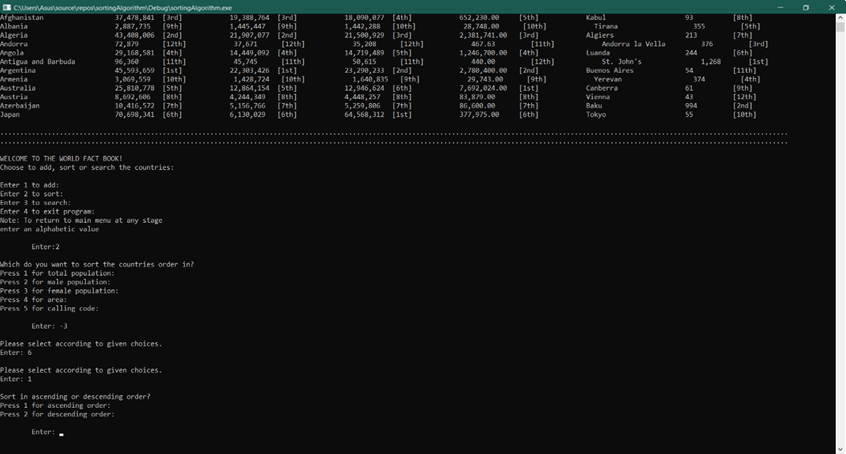 C:\Users\Asus\source\repos\sortingAlgorithm\Debug\sortingAlgorithm.exe
Afghanistan 37,478,841 [3rd] 19,388,764 [3rd] 18,090,077 [4th] 652,230.00 [5th] Kabul 93 [8th]
Albania 2,887,735 [9th] 1,445,447 [9th] 1,442,288 [10th] 28,748.00 [10th] Tirana 355 [5th]
Algeria 43,408,006 [2nd] 21,907,077 [2nd] 21,500,929 [3rd] 2,381,741.00 [3rd] Algiers 213 [7th]
Andorra 72,879 [12th] 37,671 [12th] 35,208 [12th] 467.63 [11th] Andorra la Vella 376 [3rd]
Angola 29,168,581 [4th] 14,449,092 [4th] 14,719,489 [5th] 1,246,700.00 [4th] Luanda 244 [6th]
Antigua and Barbuda 96,360 [11th] 45,745 [11th] 50,615 [11th] 440.00 [12th] St. John's 1,268 [1st]
Argentina 45,593,659 [1st] 22,303,426 [1st] 23,290,233 [2nd] 2,780,400.00 [2nd] Buenos Aires 54 [11th]
Armenia 3,069,559 [10th] 1,428,724 [10th] 1,640,835 [9th] 29,743.00 [9th] Yerevan 374 [4th]
Australia 25,810,778 [5th] 12,864,154 [5th] 12,946,624 [6th] 7,692,024.00 [1st] Canberra 61 [9th]
Austria 8,692,606 [8th] 4,244,349 [8th] 4,448,257 [8th] 83,879.00 [8th] Vienna 43 [12th]
Azerbaijan 10,416,572 [7th] 5,156,766 [7th] 5,259,806 [7th] 86,600.00 [7th] Baku 994 [2nd]
Japan 70,698,341 [6th] 6,130,029 [6th] 64,568,312 [1st] 377,975.00 [6th] Tokyo 55 [10th]
WELCOME TO THE WORLD FACT BOOK!
Choose to add, sort or search the countries:
Enter 1 to add:
Enter 2 to sort:
Enter 3 to search:
Enter 4 to exit program:
Note: To return to main menu at any stage
enter an alphabetic value
Enter:2
Which do you want to sort the countries order in?
Press 1 for total population:
Press 2 for male population:
Press 3 for female population:
Press 4 for area:
Press 5 for calling code:
Enter: -3
Please select according to given choices.
Enter: 6
Please select according to given choices.
Enter: 1
Sort in ascending or descending order?
Press 1 for ascending order:
Press 2 for descending order:
Enter: